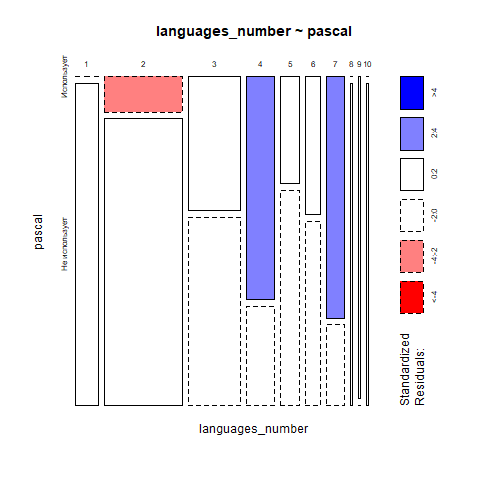 languages_number ~ pascal
1 2 3 4 5 6 7 8 9 10
Использует
Не использует
pascal
languages_number
>4
2:4
0:2
-2:0
-4:-2
<-4
Standardized
Residuals: